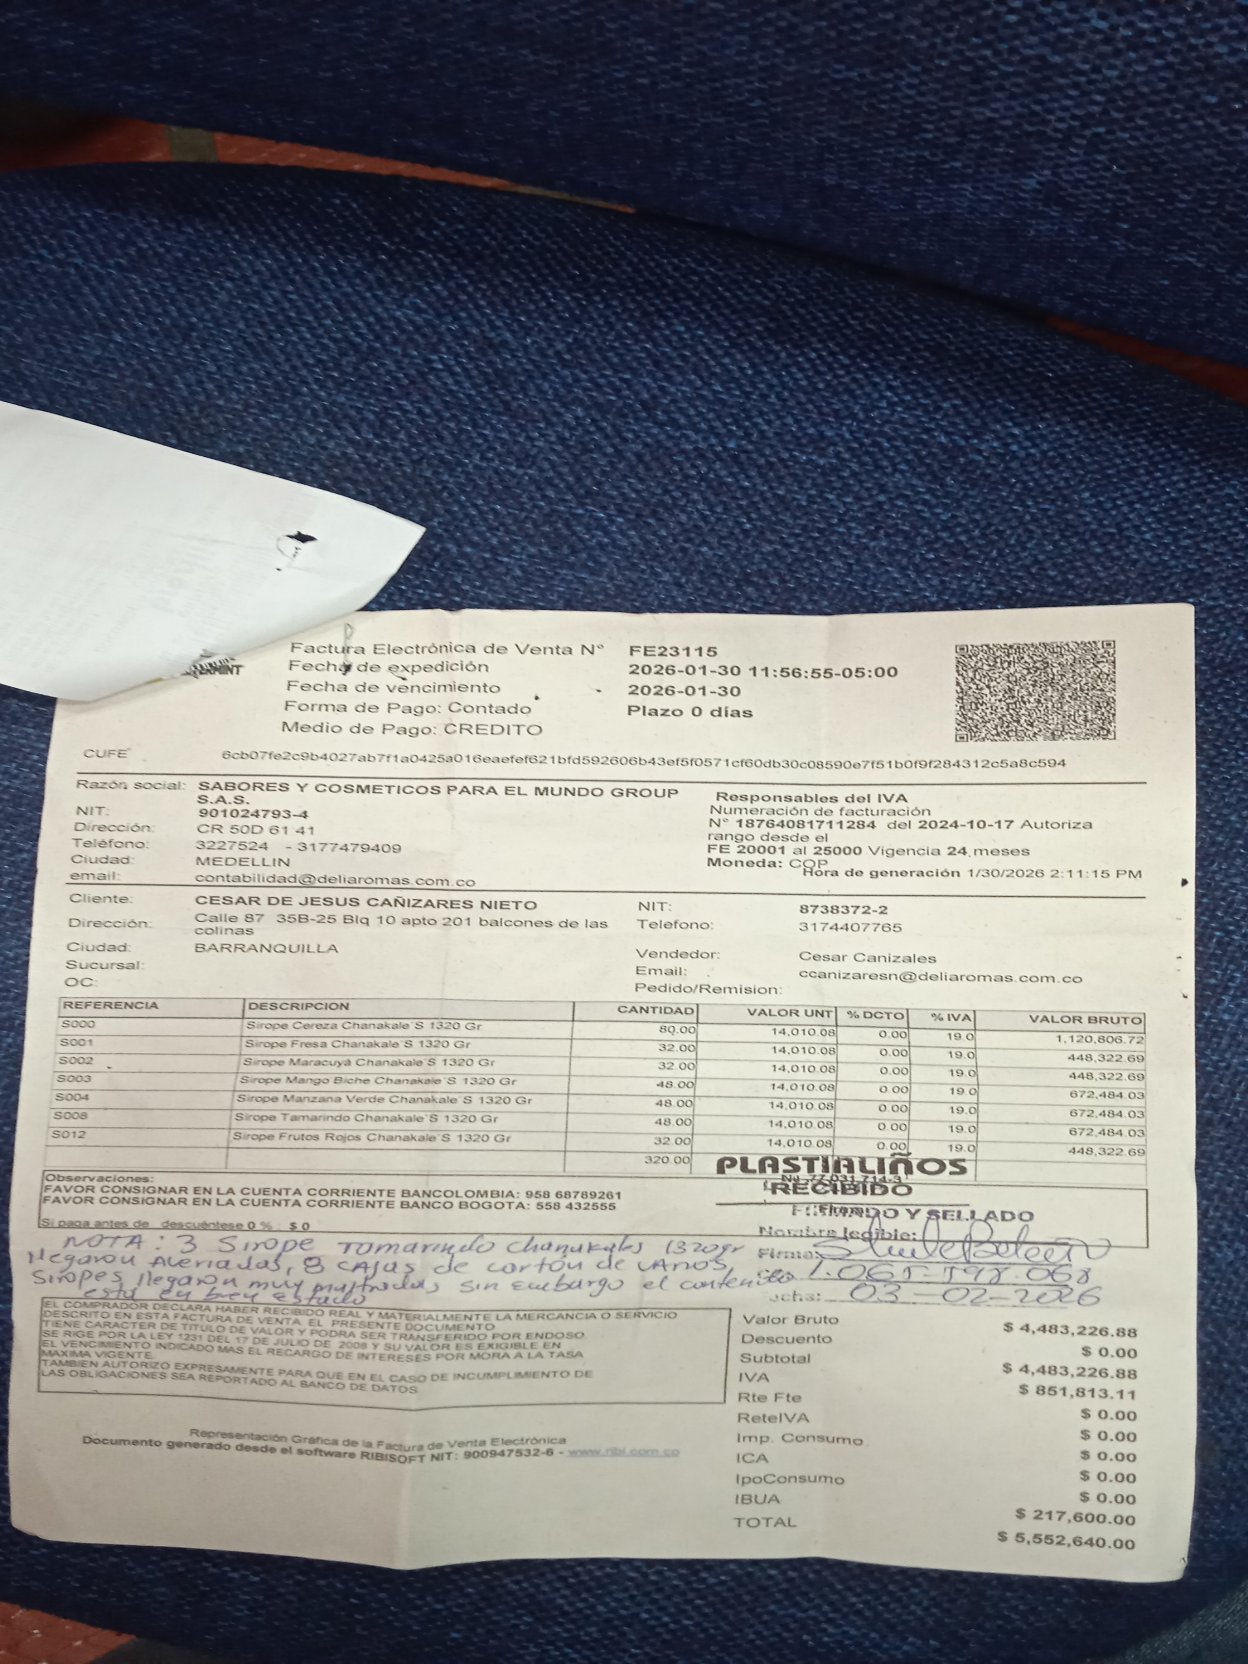 Factura Electrónica de Venta N° FE23115
Fecha de expedición 2026-01-30 11:56:55-05:00
Fecha de vencimiento 2026-01-30
Forma de Pago: Contado Plazo 0 días
Medio de Pago: CREDITO
CUFE 6cb07fe2c9b4027ab7f1a0425a016eaefef621bfd592606b43ef5f0571cf60db30c08590e7f51b0f9f284312c5a8c594
Razón social: SABORES Y COSMETICOS PARA EL MUNDO GROUP S.A.S.
NIT: 901024793-4
Dirección: CR 50D 61 41
Teléfono: 3227524 - 3177479409
Ciudad: MEDELLIN
email: contabilidad@deliaromas.com.co
Responsables del IVA
Numeración de facturación
N° 18764081711284 del 2024-10-17 Autoriza
rango desde el
FE 20001 al 25000 Vigencia 24 meses
Moneda: COP
Hora de generación 1/30/2026 2:11:15 PM
Cliente: CESAR DE JESUS CAÑIZARES NIETO
Dirección: Calle 87 35B-25 Blq 10 apto 201 balcones de las colinas
Ciudad: BARRANQUILLA
Sucursal:
OC:
NIT: 8738372-2
Telefono: 3174407765
Vendedor: Cesar Canizales
Email: ccanizaresn@deliaromas.com.co
Pedido/Remision:
REFERENCIA DESCRIPCION CANTIDAD VALOR UNT % DCTO % IVA VALOR BRUTO
S000 Sirope Cereza Chanakale´S 1320 Gr 80.00 14,010.08 0.00 19.0 1,120,806.72
S001 Sirope Fresa Chanakale´S 1320 Gr 32.00 14,010.08 0.00 19.0 448,322.69
S002 Sirope Maracuyà Chanakale´S 1320 Gr 32.00 14,010.08 0.00 19.0 448,322.69
S003 Sirope Mango Biche Chanakale´S 1320 Gr 48.00 14,010.08 0.00 19.0 672,484.03
S004 Sirope Manzana Verde Chanakale´S 1320 Gr 48.00 14,010.08 0.00 19.0 672,484.03
S008 Sirope Tamarindo Chanakale´S 1320 Gr 48.00 14,010.08 0.00 19.0 672,484.03
S012 Sirope Frutos Rojos Chanakale´S 1320 Gr 32.00 14,010.08 0.00 19.0 448,322.69
320.00
PLASTIALIÑOS
RECIBIDO
FIRMADO Y SELLADO
Nombre legible:
Firma:
1.065.598.068
03-02-2026
Observaciones:
FAVOR CONSIGNAR EN LA CUENTA CORRIENTE BANCOLOMBIA: 958 68789261
FAVOR CONSIGNAR EN LA CUENTA CORRIENTE BANCO BOGOTA: 558 432555
Si paga antes de descuéntese 0 % : $ 0
NOTA: 3 Sirope Tamarindo Chanakales 1320gr
llegaron Averiadas, 8 CAJAS de cartón de varios
Siropes llegaron muy maltratadas sin embargo el contenido
está en buen estado
EL COMPRADOR DECLARA HABER RECIBIDO REAL Y MATERIALMENTE LA MERCANCIA O SERVICIO
DESCRITO EN ESTA FACTURA DE VENTA. EL PRESENTE DOCUMENTO
TIENE CARACTER DE TITULO DE VALOR Y PODRA SER TRANSFERIDO POR ENDOSO.
SE RIGE POR LA LEY 1231 DEL 17 DE JULIO DE 2008 Y SU VALOR ES EXIGIBLE EN
EL VENCIMIENTO INDICADO MAS EL RECARGO DE INTERESES POR MORA A LA TASA
MAXIMA VIGENTE.
TAMBIEN AUTORIZO EXPRESAMENTE PARA QUE EN EL CASO DE INCUMPLIMIENTO DE
LAS OBLIGACIONES SEA REPORTADO AL BANCO DE DATOS
Valor Bruto $ 4,483,226.88
Descuento $ 0.00
Subtotal $ 4,483,226.88
IVA $ 851,813.11
Rte Fte $ 0.00
ReteIVA $ 0.00
Imp. Consumo $ 0.00
ICA $ 0.00
IpoConsumo $ 0.00
IBUA $ 217,600.00
TOTAL $ 5,552,640.00
Representación Gráfica de la Factura de Venta Electrónica
Documento generado desde el software RIBISOFT NIT: 900947532-6 - www.ribi.com.co